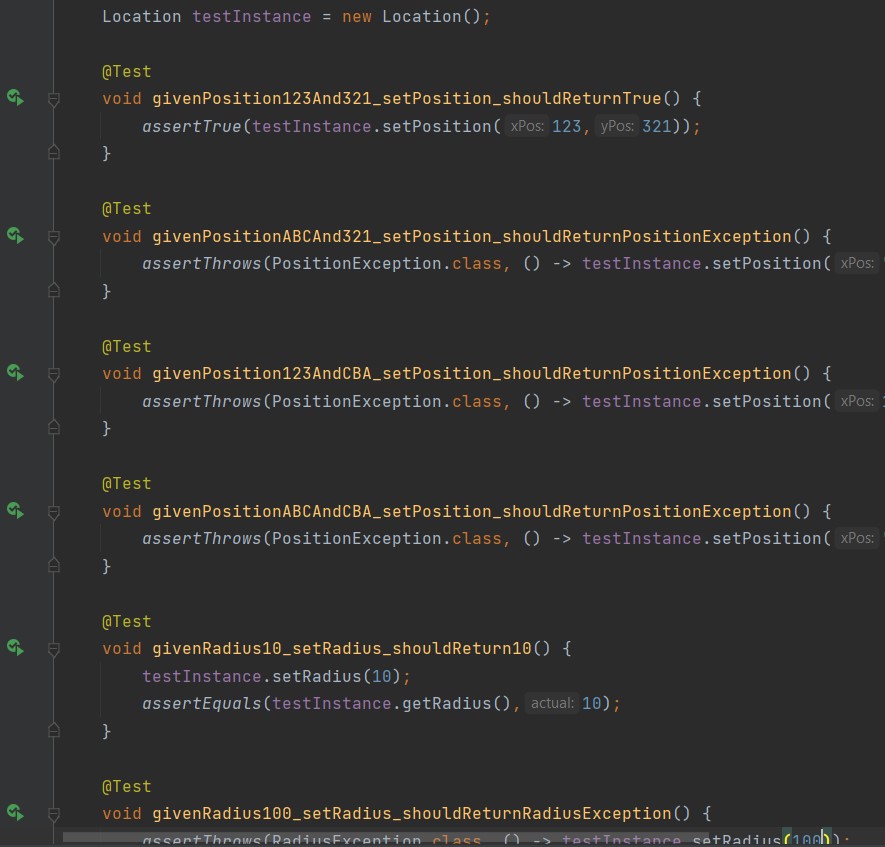 Location testInstance = new Location();
@Test
void givenPosition123And321_setPosition_shouldReturnTrue() {
assertTrue(testInstance.setPosition( xPos: 123, yPos: 321));
}
@Test
void givenPositionABCAnd321_setPosition_shouldReturnPositionException() {
assertThrows(PositionException.class, () -> testInstance.setPosition( xPos:
}
@Test
void givenPosition123AndCBA_setPosition_shouldReturnPositionException() {
assertThrows(PositionException.class, () -> testInstance.setPosition( xPos:
}
@Test
void givenPositionABCAndCBA_setPosition_shouldReturnPositionException() {
assertThrows(PositionException.class, () -> testInstance.setPosition( xPos:
}
@Test
void givenRadius10_setRadius_shouldReturn10() {
testInstance.setRadius(10);
assertEquals(testInstance.getRadius(), actual: 10);
}
@Test
void givenRadius100_setRadius_shouldReturnRadiusException() {
assertThrows(RadiusException.class, () -> testInstance.setRadius(100));